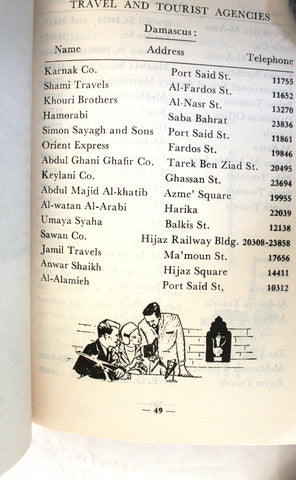 TRAVEL AND TOURIST AGENCIES
Damascus :
Name Address Telephone
Karnak Co. Port Said St. 11755
Shami Travels Al-Fardos St. 11652
Khouri Brothers Al-Nasr St. 13270
Hamorabi Saba Bahrat 23836
Simon Sayagh and Sons Port Said St. 11861
Orient Express Fardos St. 19846
Abdul Ghani Ghafir Co. Tarek Ben Ziad St. 20495
Keylani Co. Ghassan St. 23694
Abdul Majid Al-khatib Azme' Square 19955
Al-watan Al-Arabi Harika 22039
Umaya Syaha Balkis St. 12138
Sawan Co. Hijaz Railway Bldg. 20308-23858
Jamil Travels Ma'moun St. 17656
Anwar Shaikh Hijaz Square 14411
Al-Alamieh Port Said St, 10312
— 49 —